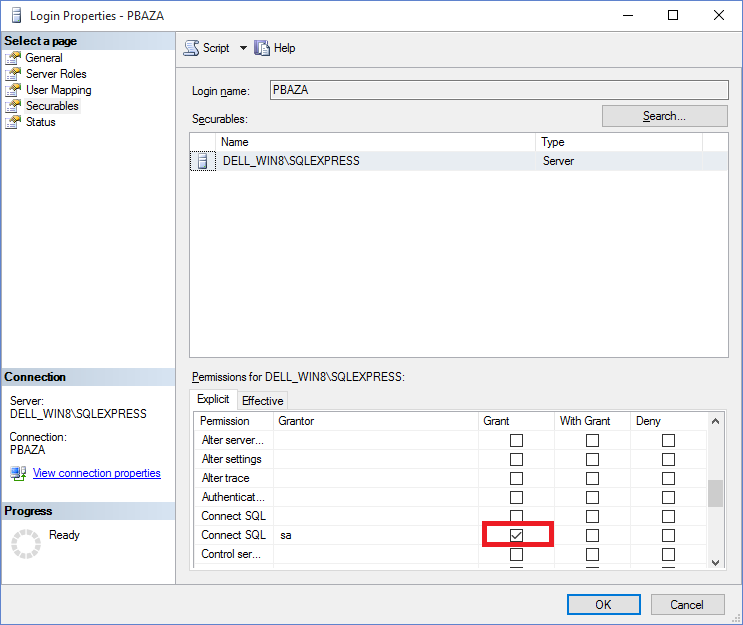 Login Properties - PBAZA
Select a page
General
Server Roles
User Mapping
Securables
Status
Script Help
Login name: PBAZA
Securables: Search...
Name Type
DELL_WIN8\SQLEXPRESS Server
Permissions for DELL_WIN8\SQLEXPRESS:
Explicit Effective
Permission Grantor Grant With Grant Deny
Alter server...
Alter settings
Alter trace
Authenticat...
Connect SQL
Connect SQL sa
Control ser...
Connection
Server:
DELL_WIN8\SQLEXPRESS
Connection:
PBAZA
View connection properties
Progress
Ready
OK Cancel